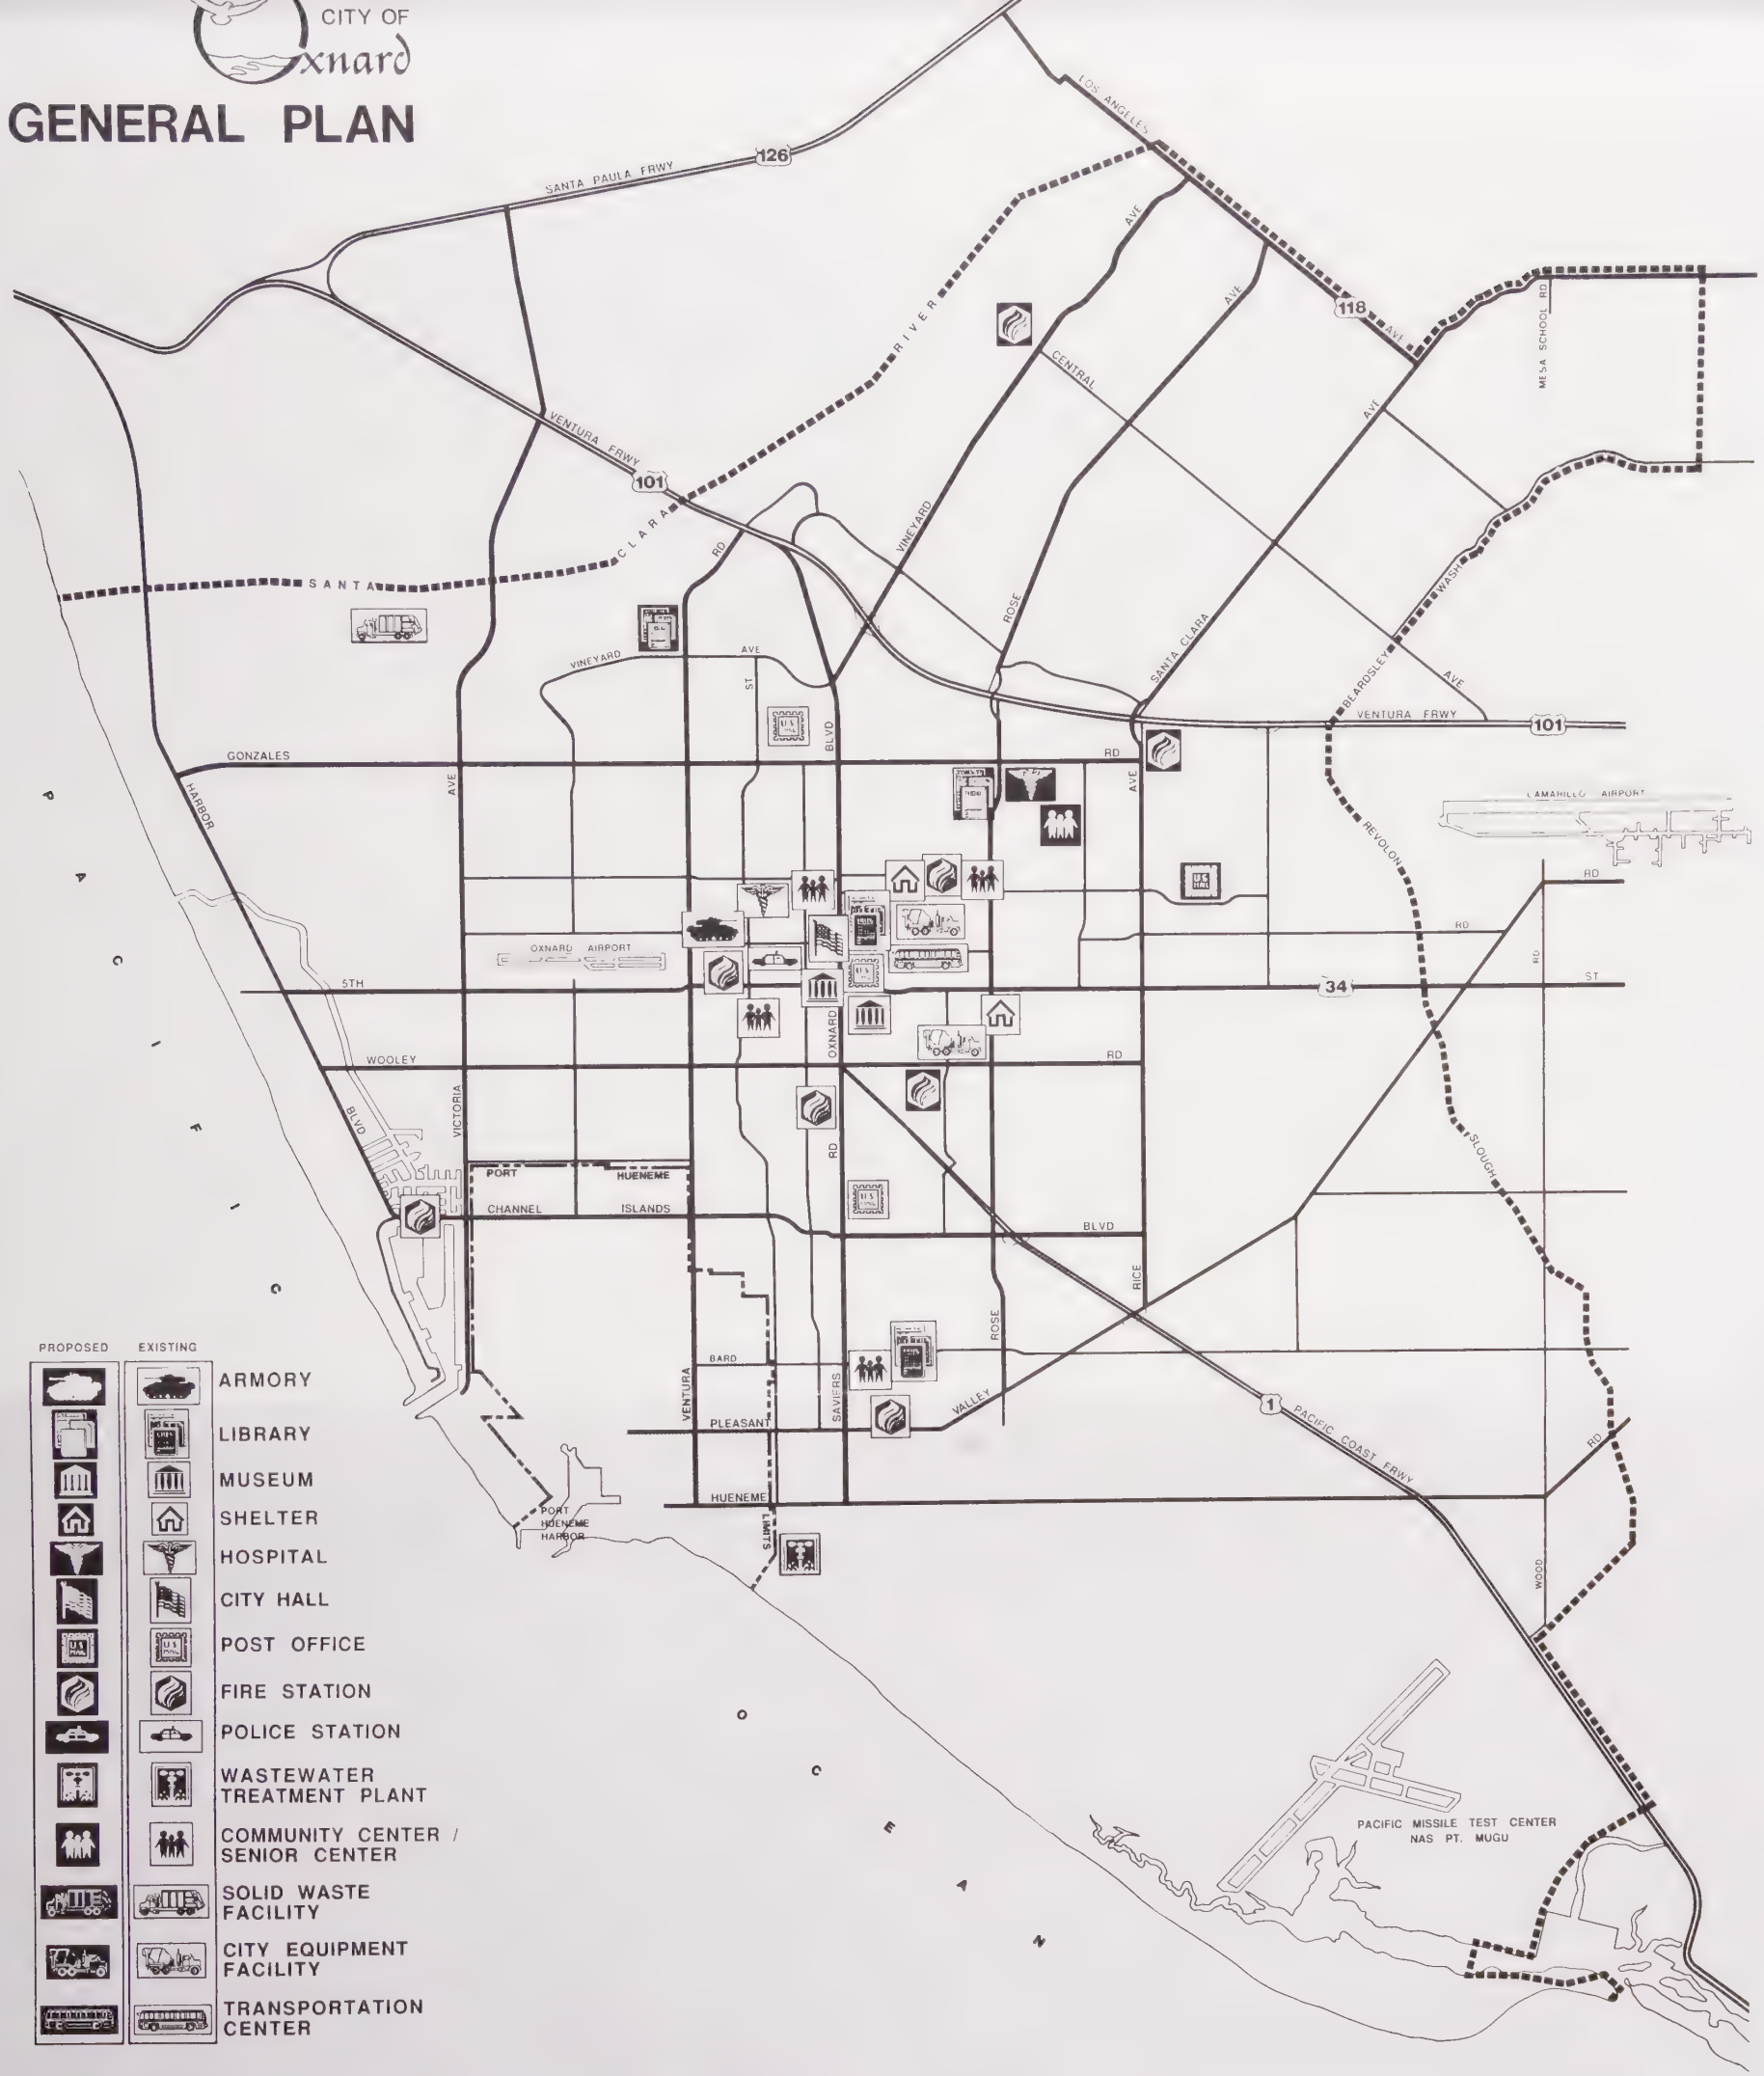 CITY OF
Oxnard
GENERAL PLAN
LOS ANGELES
126
SANTA PAULA FRWY
AVE
118
AVE
AVE
MESA SCHOOL RD
RIVER
CENTRAL
AVE
VENTURA FRWY
101
CLARA
SANTA
RD
VINEYARD
ROSE
SANTA CLARA
WASH
BEARDSLEY
AVE
VENTURA FRWY
101
VINEYARD
AVE
ST
BLVD
GONZALES
RD
AVE
AVE
HARBOR
REVOLON
CAMARILLO AIRPORT
RD
RD
RD
OXNARD AIRPORT
5TH
34
ST
OXNARD
WOOLEY
RD
BLVD
VICTORIA
RD
SLOUGH
PORT
HUENEME
CHANNEL
ISLANDS
BLVD
RICE
ROSE
BARD
VENTURA
SAVIERS
VALLEY
PLEASANT
1
PACIFIC COAST FRWY
RD
HUENEME
LIMITS
PORT
HUENEME
HARBOR
WOOD
PACIFIC
OCEAN
PACIFIC MISSILE TEST CENTER
NAS PT. MUGU
PROPOSED
EXISTING
ARMORY
LIBRARY
MUSEUM
SHELTER
HOSPITAL
CITY HALL
POST OFFICE
FIRE STATION
POLICE STATION
WASTEWATER
TREATMENT PLANT
COMMUNITY CENTER /
SENIOR CENTER
SOLID WASTE
FACILITY
CITY EQUIPMENT
FACILITY
TRANSPORTATION
CENTER